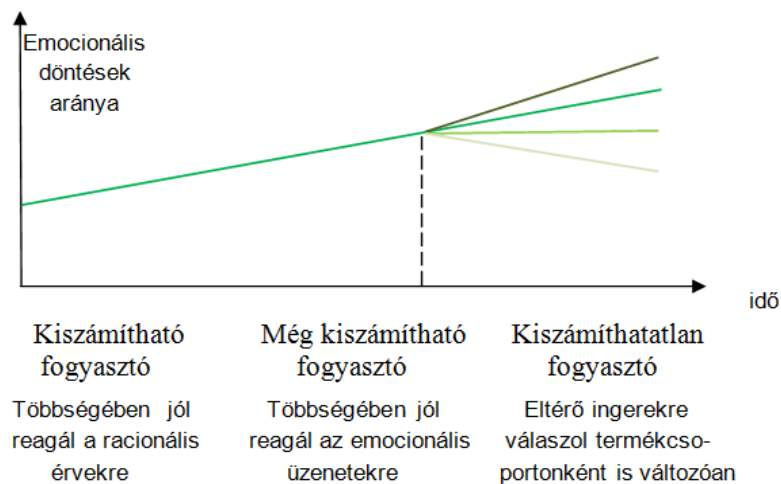 Emocionális
döntések
aránya
idő
Kiszámítható
fogyasztó
Többségében jól
reagál a racionális
érvekre
Még kiszámítható
fogyasztó
Többségében jól
reagál az emocionális
üzenetekre
Kiszámíthatatlan
fogyasztó
Eltérő ingerekre
válaszol termékcso-
portonként is változóan